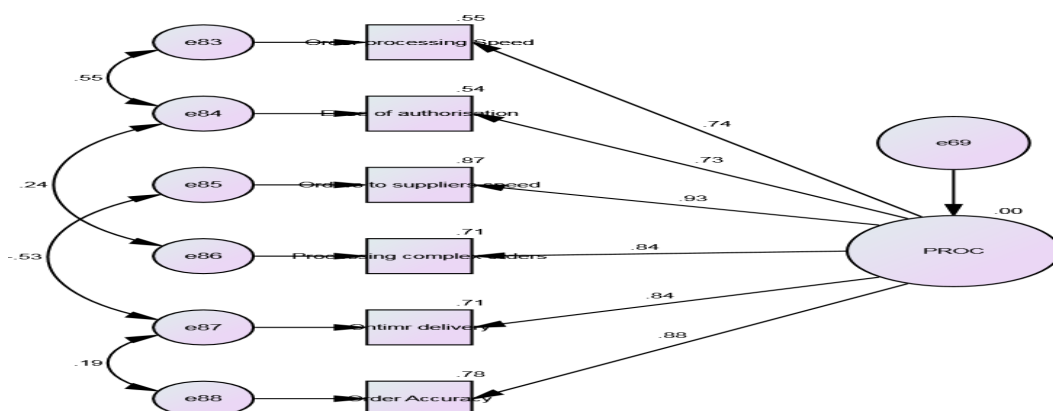 .55
e83
Order processing Speed
.55
.54
e84
Ease of authorisation
.74
e69
.73
.87
e85
Orders to suppliers speed
.24
.93
.00
.71
e86
Processing complex orders
.84
PROC
-.53
.71
e87
Ontimr delivery
.84
.88
.19
.78
e88
Order Accuracy